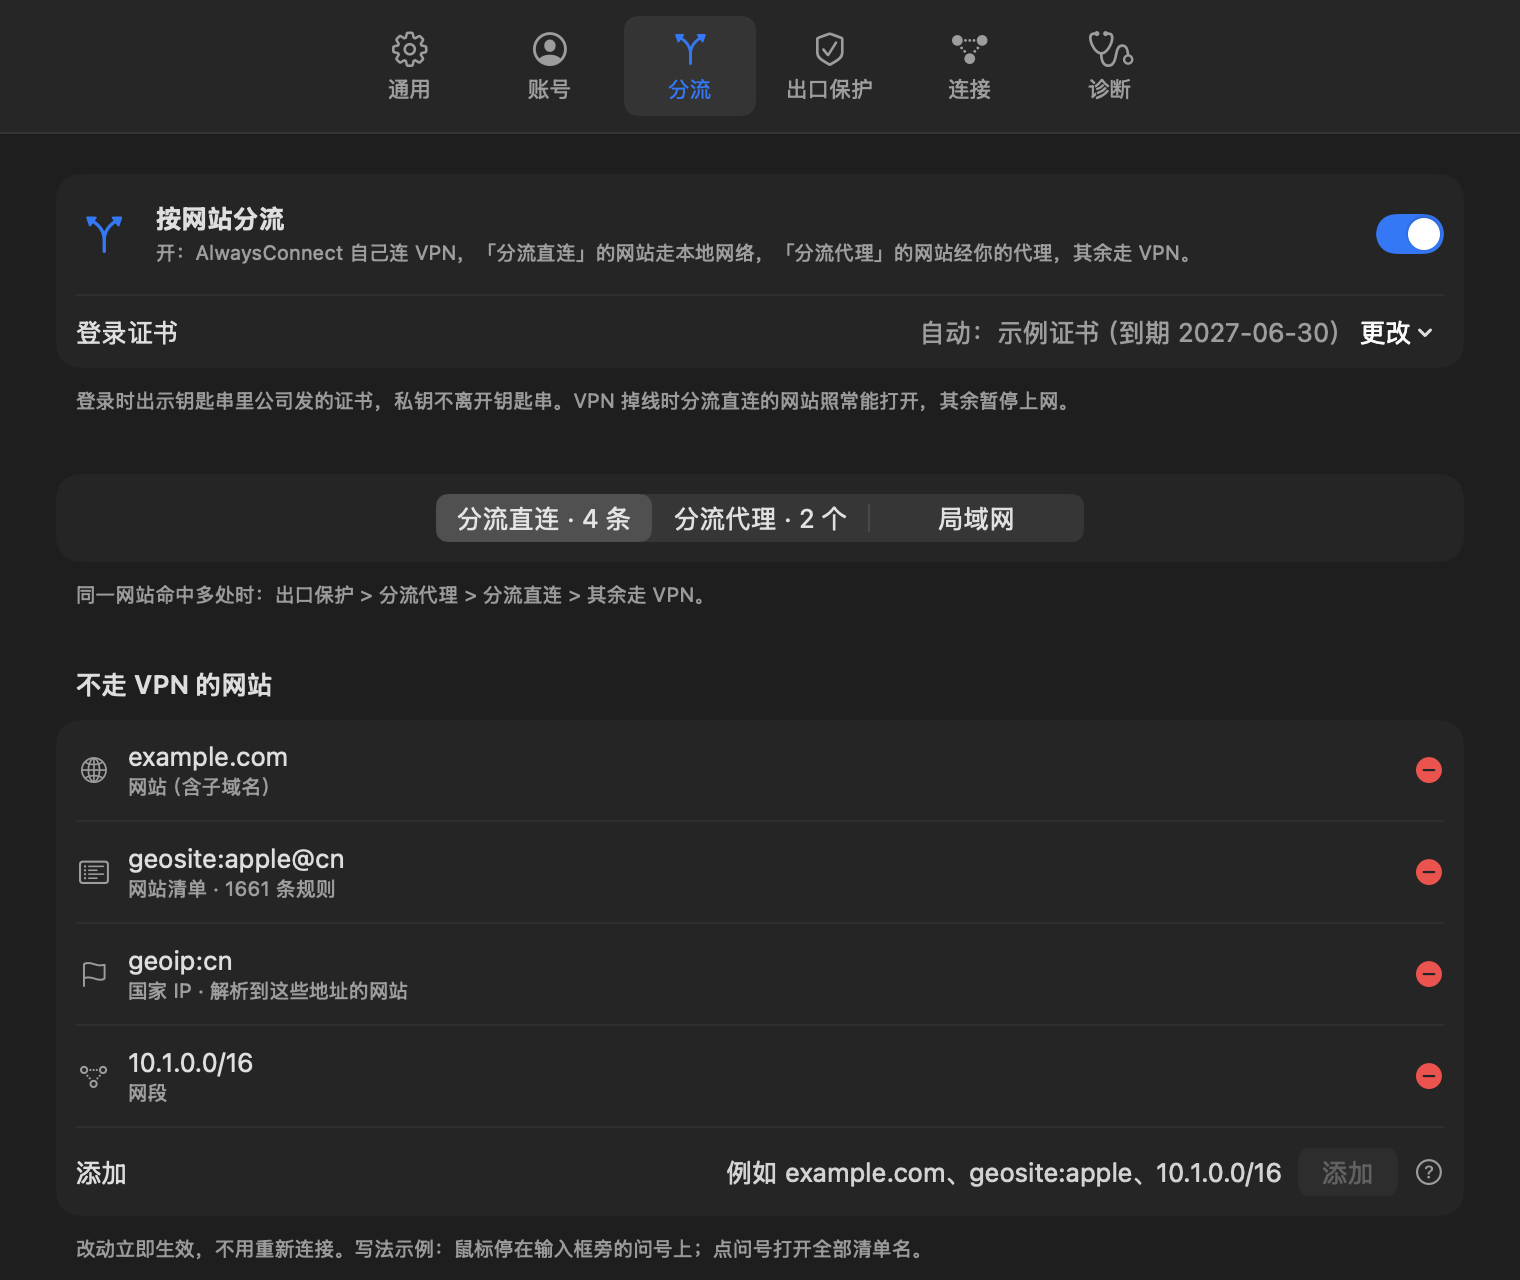 通用
账号
分流
出口保护
连接
诊断
按网站分流
开：AlwaysConnect 自己连 VPN，「分流直连」的网站走本地网络，「分流代理」的网站经你的代理，其余走 VPN。
登录证书
自动：示例证书（到期 2027-06-30） 更改
登录时出示钥匙串里公司发的证书，私钥不离开钥匙串。VPN 掉线时分流直连的网站照常能打开，其余暂停上网。
分流直连 · 4 条
分流代理 · 2 个
局域网
同一网站命中多处时：出口保护 > 分流代理 > 分流直连 > 其余走 VPN。
不走 VPN 的网站
example.com
网站（含子域名）
geosite:apple@cn
网站清单 · 1661 条规则
geoip:cn
国家 IP · 解析到这些地址的网站
10.1.0.0/16
网段
添加
例如 example.com、geosite:apple、10.1.0.0/16
添加
?
改动立即生效，不用重新连接。写法示例：鼠标停在输入框旁的问号上；点问号打开全部清单名。